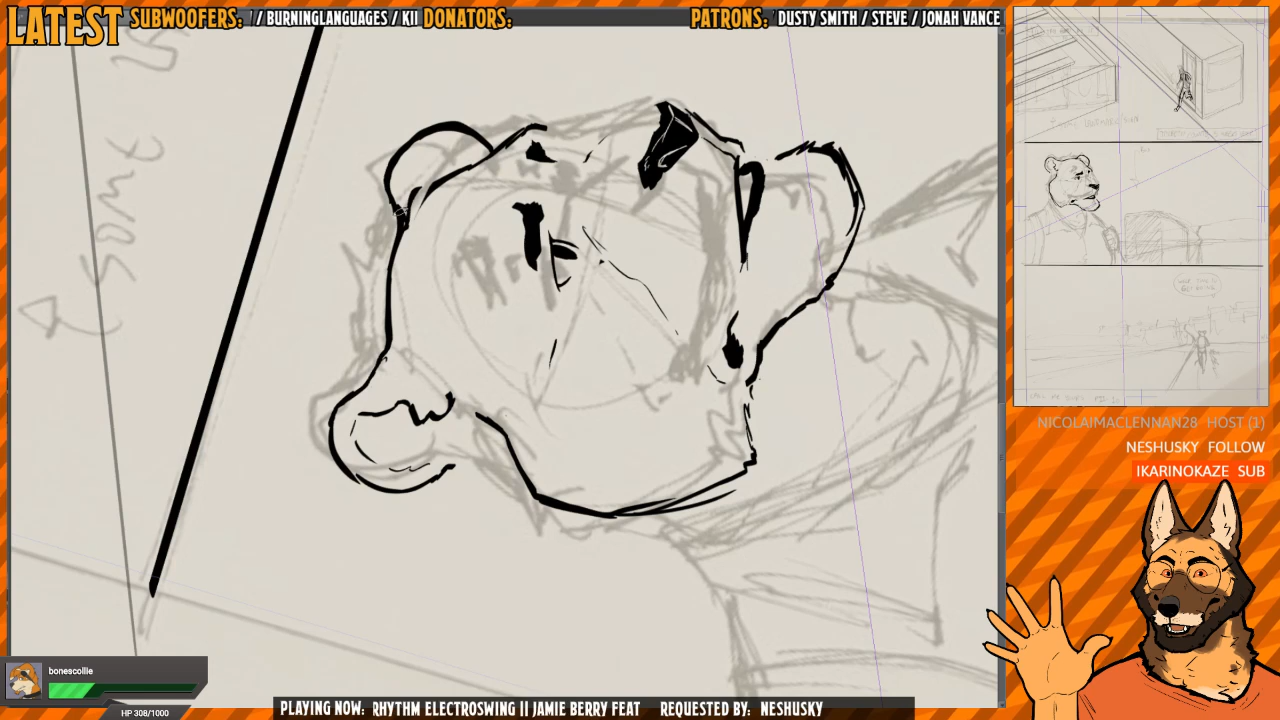 LATEST SUBWOOFERS: / BURNINGLANGUAGES / KII DONATORS: PATRONS: DUSTY SMITH / STEVE / JONAH VANCE
SOME
NICOLAIMACLENNAN28 HOST (1)
NESHUSKY FOLLOW
IKARINOKAZE SUB
bonescollie
HP 308/1000
PLAYING NOW: RHYTHM ELECTROSWING || JAMIE BERRY FEAT REQUESTED BY: NESHUSKY